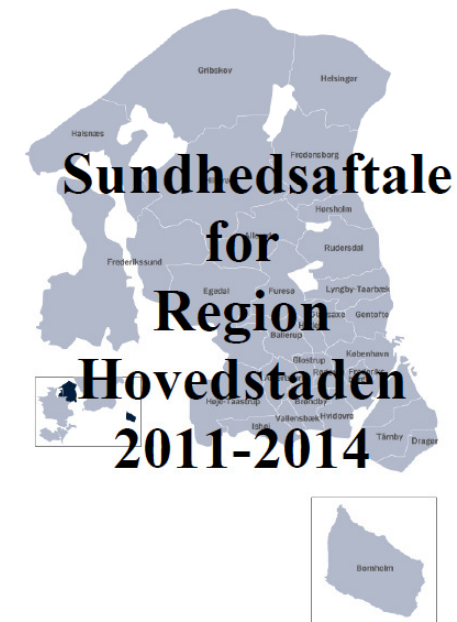 Gribskov
Helsingør
Halsnæs
Fredensborg
Sundhedsaftale
Hørsholm
for
Rudersdal
Frederikssund
Egedal
Furesø
Lyngby-Taarbæk
Region
Gentofte
Ballerup
København
Glostrup
Hovedstaden
Høje-Taastrup
Brøndby
Ishøj
Vallensbæk
Hvidovre
2011-2014
Tårnby
Dragør
Bornholm